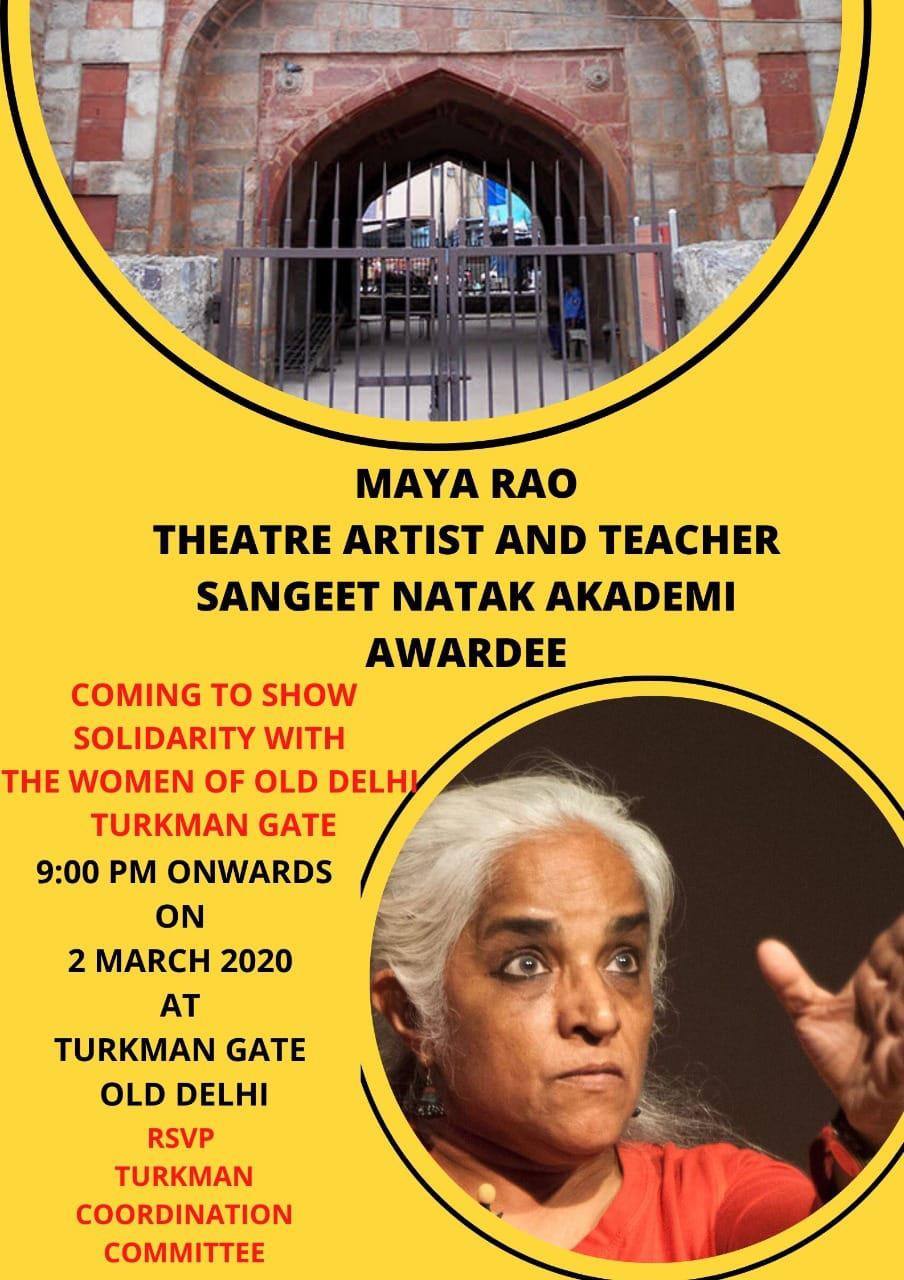 MAYA RAO
THEATRE ARTIST AND TEACHER
SANGEET NATAK AKADEMI
AWARDEE
COMING TO SHOW
SOLIDARITY WITH
THE WOMEN OF OLD DELHI
TURKMAN GATE
9:00 PM ONWARDS
ON
2 MARCH 2020
AT
TURKMAN GATE
OLD DELHI
RSVP
TURKMAN
COORDINATION
COMMITTEE